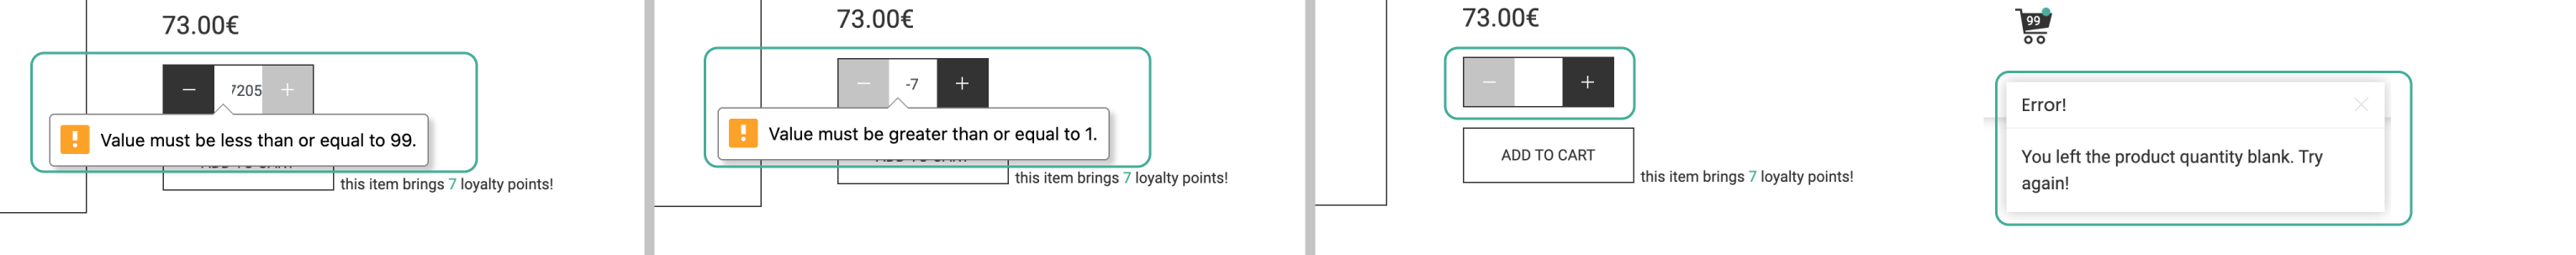 73.00€
− 7205 +
Value must be less than or equal to 99.
this item brings 7 loyalty points!
73.00€
− -7 +
Value must be greater than or equal to 1.
this item brings 7 loyalty points!
73.00€
− +
ADD TO CART
this item brings 7 loyalty points!
99
Error!
You left the product quantity blank. Try
again!